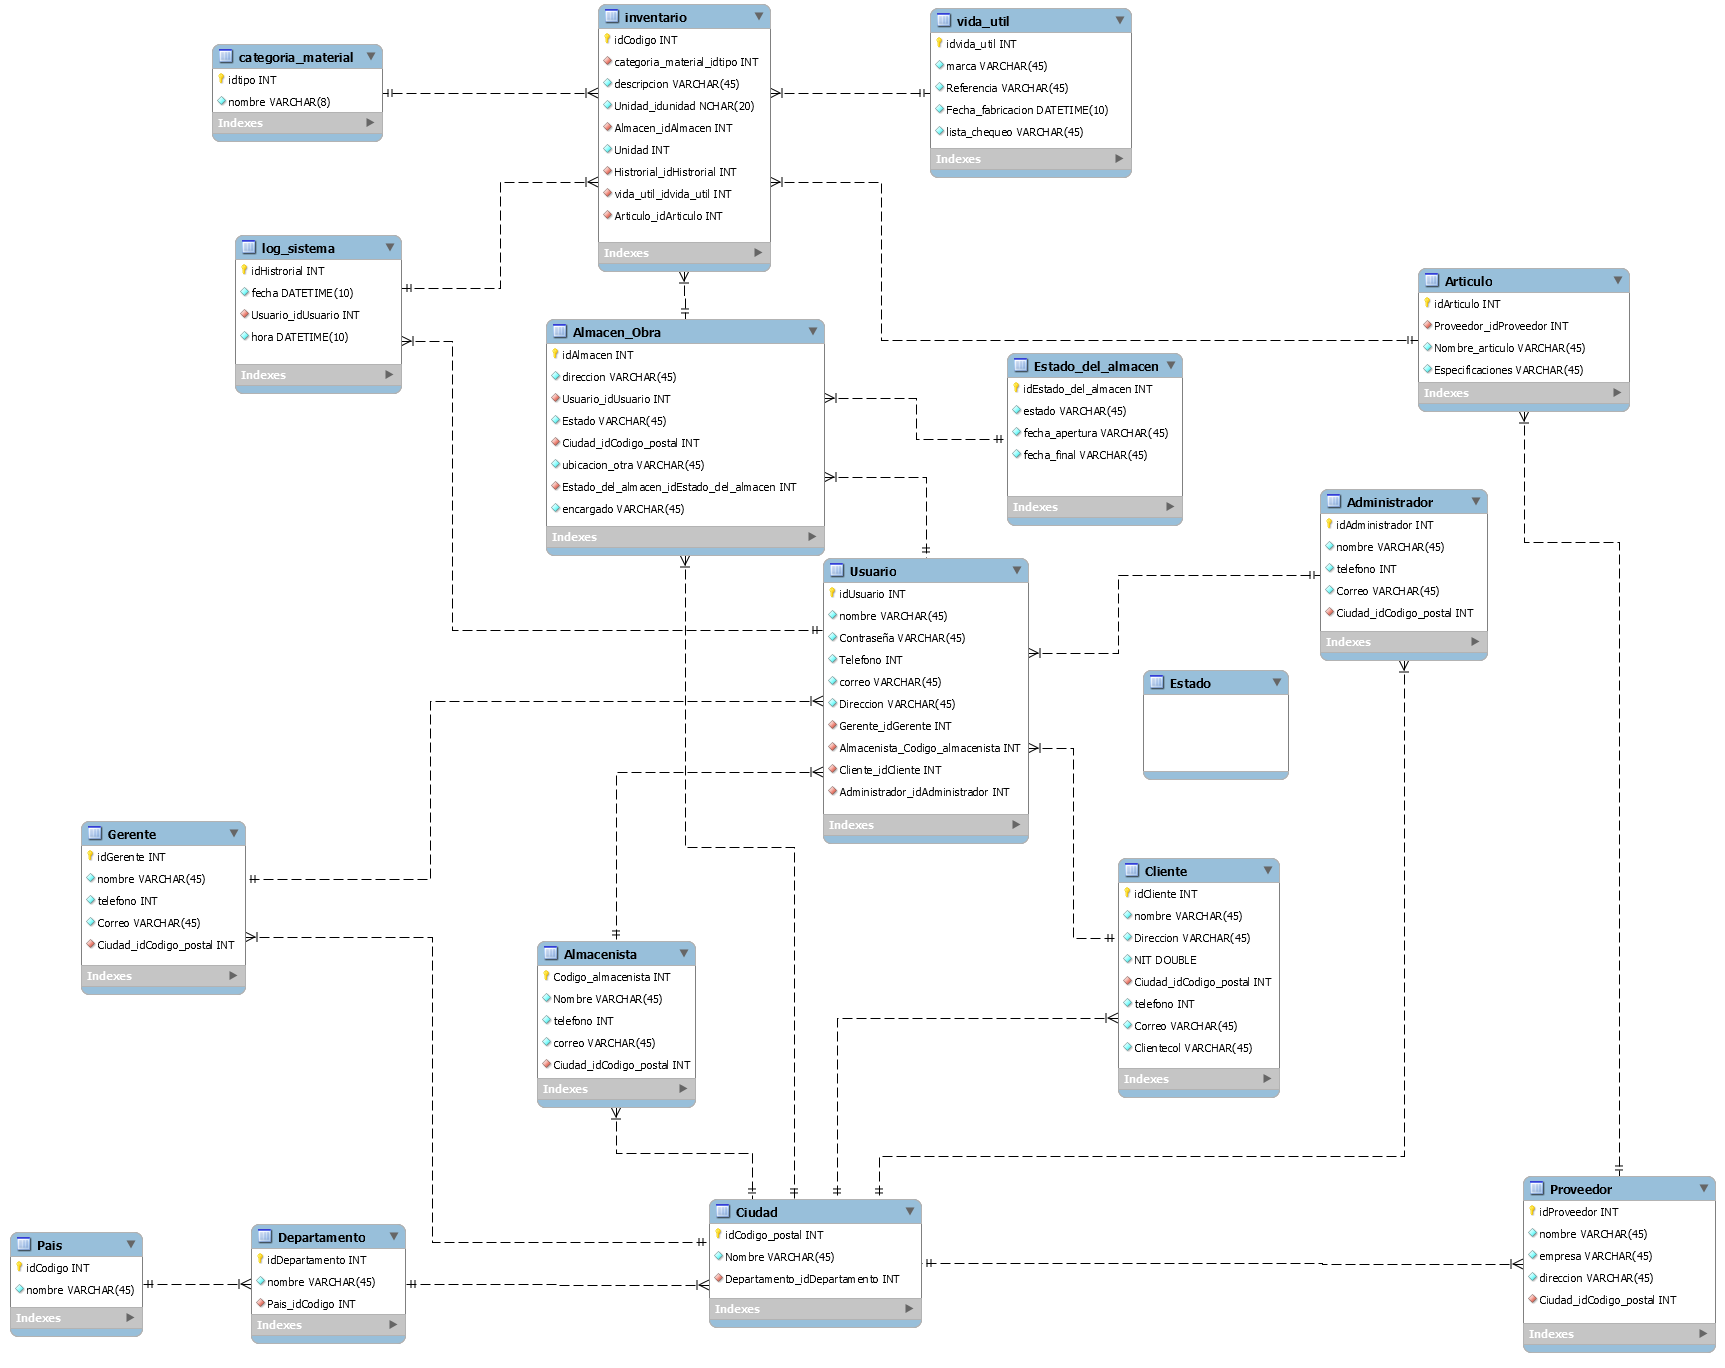 inventario
idCodigo INT
categoria_material_idtipo INT
descripcion VARCHAR(45)
Unidad_idunidad NCHAR(20)
Almacen_idAlmacen INT
Unidad INT
Histrorial_idHistrorial INT
vida_util_idvida_util INT
Articulo_idArticulo INT
Indexes
vida_util
idvida_util INT
marca VARCHAR(45)
Referencia VARCHAR(45)
Fecha_fabricacion DATETIME(10)
lista_chequeo VARCHAR(45)
Indexes
categoria_material
idtipo INT
nombre VARCHAR(8)
Indexes
log_sistema
idHistrorial INT
fecha DATETIME(10)
Usuario_idUsuario INT
hora DATETIME(10)
Indexes
Almacen_Obra
idAlmacen INT
direccion VARCHAR(45)
Usuario_idUsuario INT
Estado VARCHAR(45)
Ciudad_idCodigo_postal INT
ubicacion_otra VARCHAR(45)
Estado_del_almacen_idEstado_del_almacen INT
encargado VARCHAR(45)
Indexes
Estado_del_almacen
idEstado_del_almacen INT
estado VARCHAR(45)
fecha_apertura VARCHAR(45)
fecha_final VARCHAR(45)
Indexes
Articulo
idArticulo INT
Proveedor_idProveedor INT
Nombre_articulo VARCHAR(45)
Especificaciones VARCHAR(45)
Indexes
Administrador
idAdministrador INT
nombre VARCHAR(45)
telefono INT
Correo VARCHAR(45)
Ciudad_idCodigo_postal INT
Indexes
Usuario
idUsuario INT
nombre VARCHAR(45)
Contraseña VARCHAR(45)
Telefono INT
correo VARCHAR(45)
Direccion VARCHAR(45)
Gerente_idGerente INT
Almacenista_Codigo_almacenista INT
Cliente_idCliente INT
Administrador_idAdministrador INT
Indexes
Estado
Gerente
idGerente INT
nombre VARCHAR(45)
telefono INT
Correo VARCHAR(45)
Ciudad_idCodigo_postal INT
Indexes
Cliente
idCliente INT
nombre VARCHAR(45)
Direccion VARCHAR(45)
NIT DOUBLE
Ciudad_idCodigo_postal INT
telefono INT
Correo VARCHAR(45)
Clientecol VARCHAR(45)
Indexes
Almacenista
Codigo_almacenista INT
Nombre VARCHAR(45)
telefono INT
correo VARCHAR(45)
Ciudad_idCodigo_postal INT
Indexes
Pais
idCodigo INT
nombre VARCHAR(45)
Indexes
Departamento
idDepartamento INT
nombre VARCHAR(45)
Pais_idCodigo INT
Indexes
Ciudad
idCodigo_postal INT
Nombre VARCHAR(45)
Departamento_idDepartamento INT
Indexes
Proveedor
idProveedor INT
nombre VARCHAR(45)
empresa VARCHAR(45)
direccion VARCHAR(45)
Ciudad_idCodigo_postal INT
Indexes